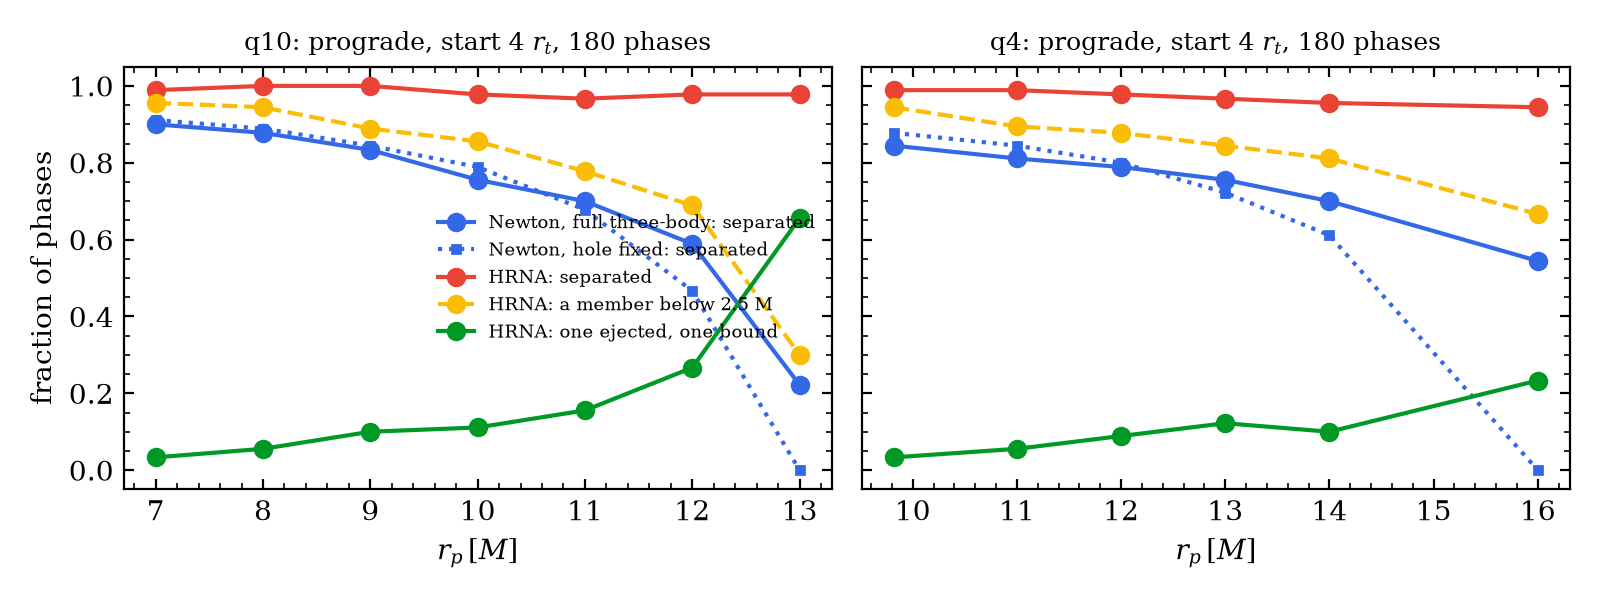 q10: prograde, start 4 r_t, 180 phases
q4: prograde, start 4 r_t, 180 phases
fraction of phases
1.0
0.8
0.6
0.4
0.2
0.0
Newton, full three-body: separated
Newton, hole fixed: separated
HRNA: separated
HRNA: a member below 2.5 M
HRNA: one ejected, one bound
7 8 9 10 11 12 13
10 11 12 13 14 15 16
r_p [M]
r_p [M]